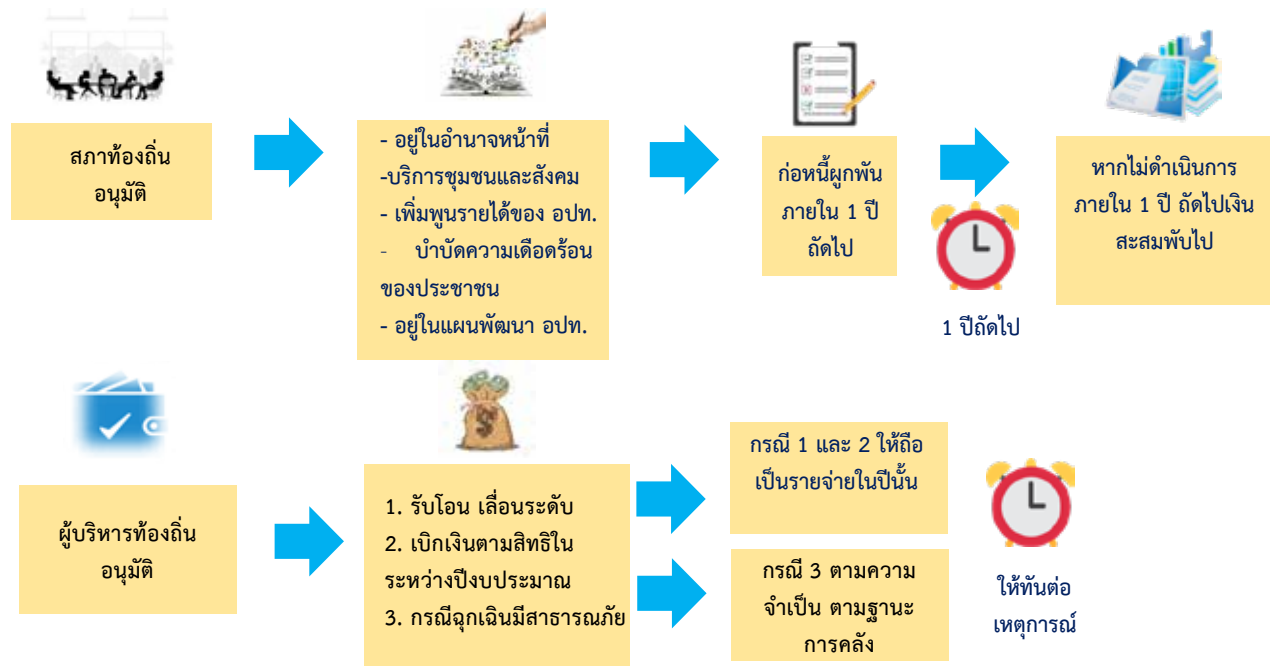 สภาท้องถิ่น
อนุมัติ
- อยู่ในอำนาจหน้าที่
-บริการชุมชนและสังคม
- เพิ่มพูนรายได้ของ อปท.
- บำบัดความเดือดร้อน
ของประชาชน
- อยู่ในแผนพัฒนา อปท.
ก่อหนี้ผูกพัน
ภายใน 1 ปี
ถัดไป
1 ปีถัดไป
หากไม่ดำเนินการ
ภายใน 1 ปี ถัดไปเงิน
สะสมพับไป
ผู้บริหารท้องถิ่น
อนุมัติ
1. รับโอน เลื่อนระดับ
2. เบิกเงินตามสิทธิใน
ระหว่างปีงบประมาณ
3. กรณีฉุกเฉินมีสาธารณภัย
กรณี 1 และ 2 ให้ถือ
เป็นรายจ่ายในปีนั้น
กรณี 3 ตามความ
จำเป็น ตามฐานะ
การคลัง
ให้ทันต่อ
เหตุการณ์